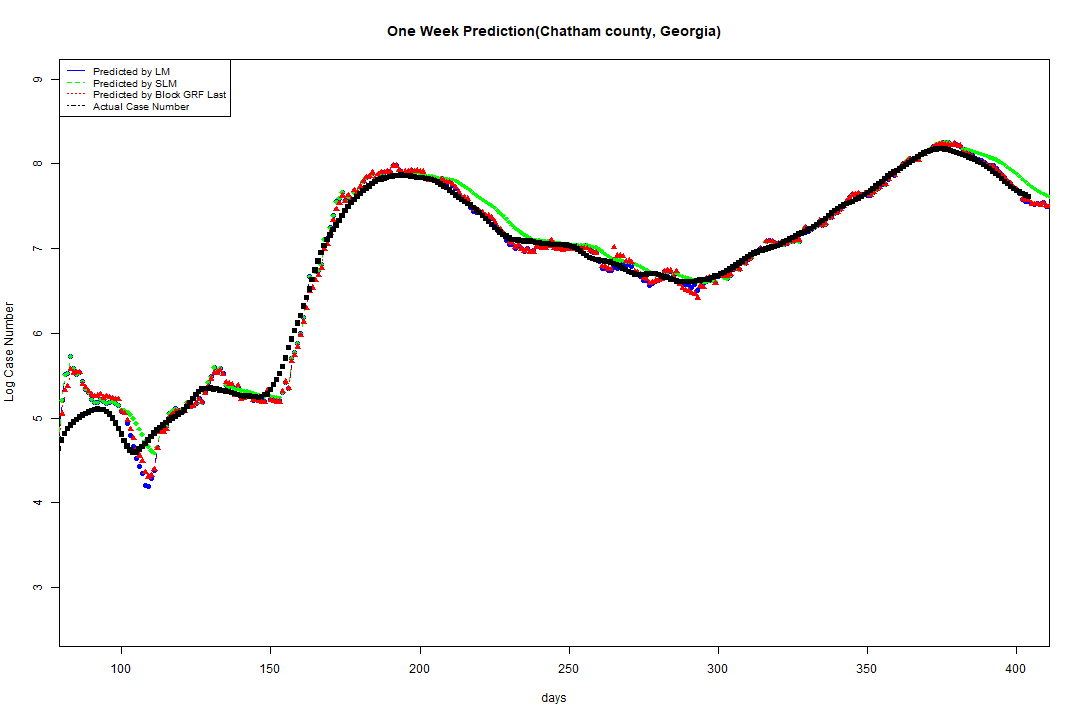 One Week Prediction(Chatham county, Georgia)
Predicted by LM
Predicted by SLM
Predicted by Block GRF Last
Actual Case Number
9
8
7
6
5
4
3
Log Case Number
100 150 200 250 300 350 400
days